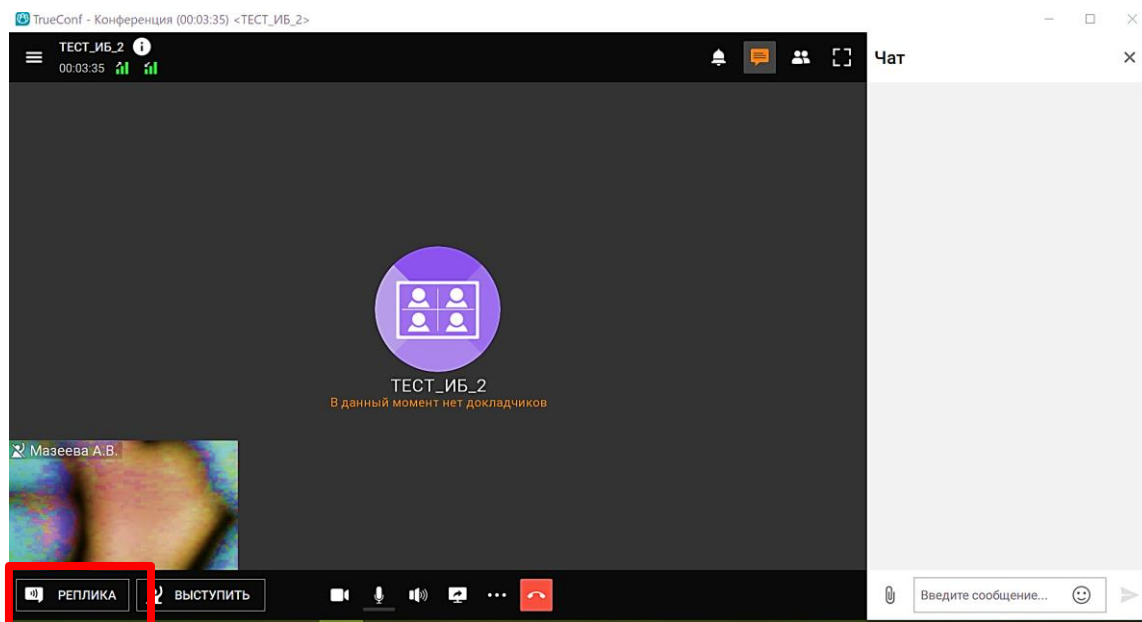 TrueConf - Конференция (00:03:35) <ТЕСТ_ИБ_2>
ТЕСТ_ИБ_2
00:03:35
Чат
ТЕСТ_ИБ_2
В данный момент нет докладчиков
Мазеева А.В.
РЕПЛИКА
ВЫСТУПИТЬ
Введите сообщение...